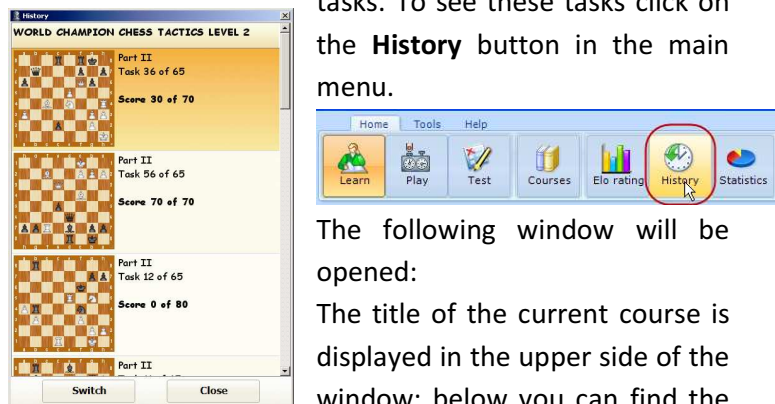 History
WORLD CHAMPION CHESS TACTICS LEVEL 2
Part II
Task 36 of 65
Score 30 of 70
Part II
Task 56 of 65
Score 70 of 70
Part II
Task 12 of 65
Score 0 of 80
Part II
Switch Close
tasks. To see these tasks click on
the History button in the main
menu.
Home Tools Help
Learn Play Test Courses Elo rating History Statistics
The following window will be
opened:
The title of the current course is
displayed in the upper side of the
window; below you can find the